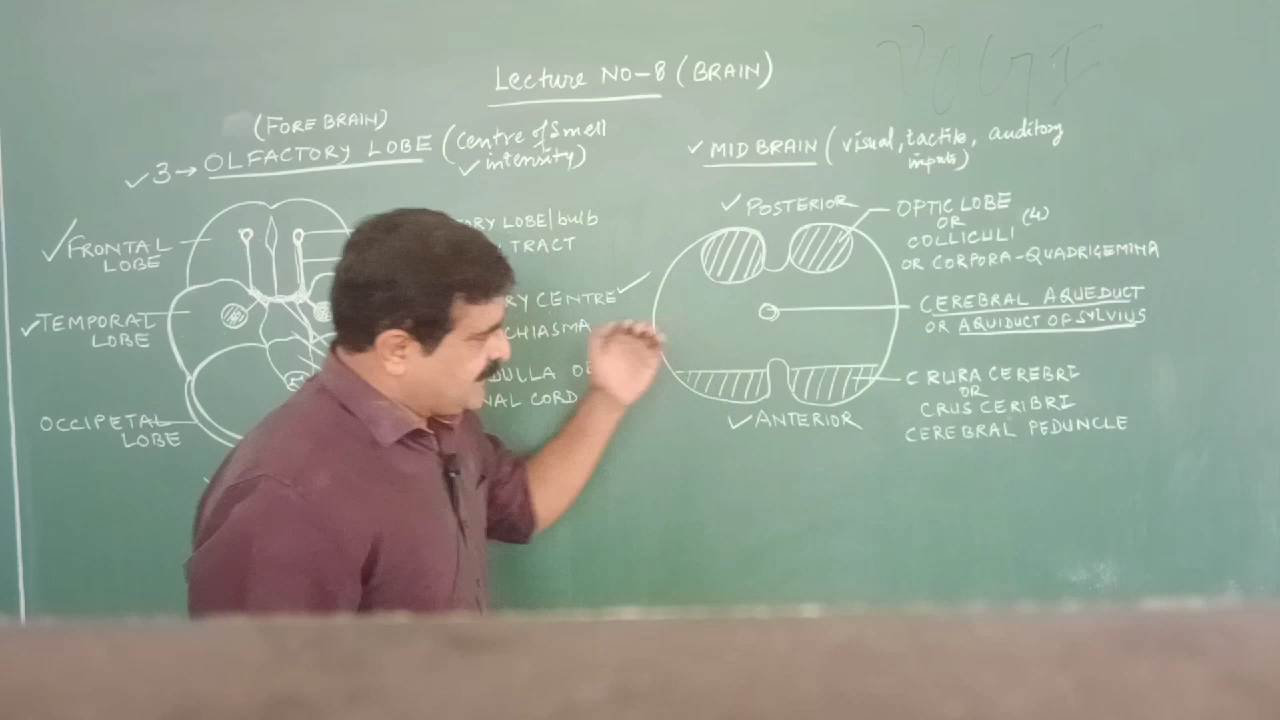 Lecture NO-8 (BRAIN)
(FORE BRAIN)
3→ OLFACTORY LOBE (Centre of Smell
intensity)
FRONTAL
LOBE
TEMPORAL
LOBE
OCCIPETAL
LOBE
ORY LOBE/bulb
TRACT
RY CENTRE
CHIASMA
DULLA O
NAL CORD
MID BRAIN (visual, tactile, auditory
inputs)
POSTERIOR
OPTIC LOBE
OR
COLLICULI (4)
OR CORPORA-QUADRIGEMINA
CEREBRAL AQUEDUCT
OR AQUIDUCT OF SYLVIUS
CRURA CEREBRI
OR
CRUS CERIBRI
CEREBRAL PEDUNCLE
ANTERIOR